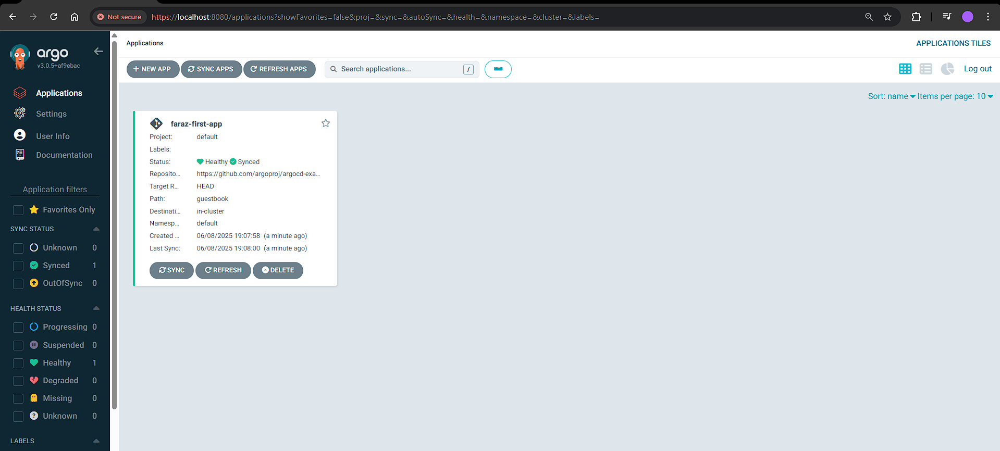 Not secure https://localhost:8080/applications?showFavorites=false&proj=&sync=&autoSync=&health=&namespace=&cluster=&labels=
argo
v3.0.5+af9ebac
Applications
Settings
User Info
Documentation
Application filters
Favorites Only
SYNC STATUS
Unknown 0
Synced 1
OutOfSync 0
HEALTH STATUS
Progressing 0
Suspended 0
Healthy 1
Degraded 0
Missing 0
Unknown 0
LABELS
Applications APPLICATIONS TILES
+ NEW APP SYNC APPS REFRESH APPS Search applications... / Log out
Sort: name Items per page: 10
faraz-first-app
Project: default
Labels:
Status: Healthy Synced
Reposito... https://github.com/argoproj/argocd-exa...
Target R... HEAD
Path: guestbook
Destinati... in-cluster
Namesp... default
Created ... 06/08/2025 19:07:58 (a minute ago)
Last Sync: 06/08/2025 19:08:00 (a minute ago)
SYNC REFRESH DELETE